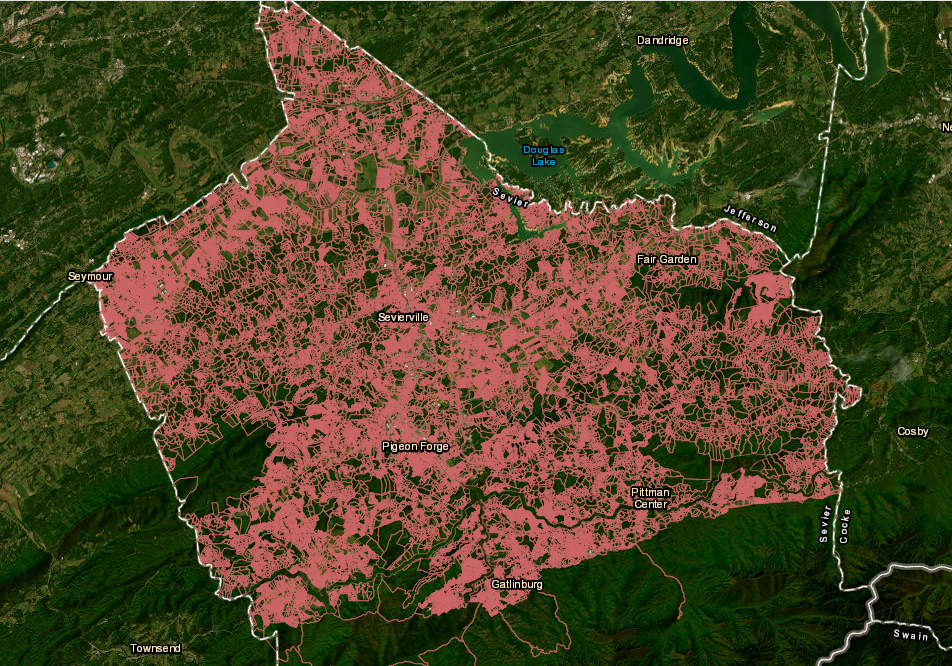 Dandridge
No
Douglas
Lake
Sevier
Jefferson
Fair Garden
Seymour
Sevierville
Cosby
Pigeon Forge
Pittman
Center
Sevier
Cocke
Gatlinburg
Swain
Townsend